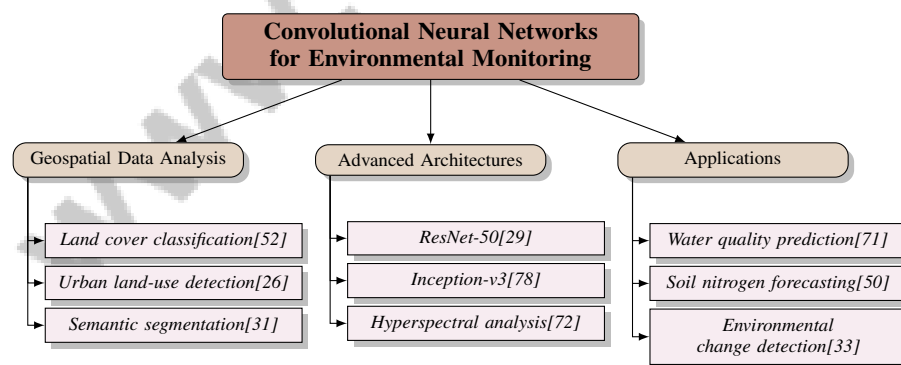 Convolutional Neural Networks
for Environmental Monitoring
Geospatial Data Analysis
Advanced Architectures
Applications
Land cover classification[52]
Urban land-use detection[26]
Semantic segmentation[31]
ResNet-50[29]
Inception-v3[78]
Hyperspectral analysis[72]
Water quality prediction[71]
Soil nitrogen forecasting[50]
Environmental
change detection[33]